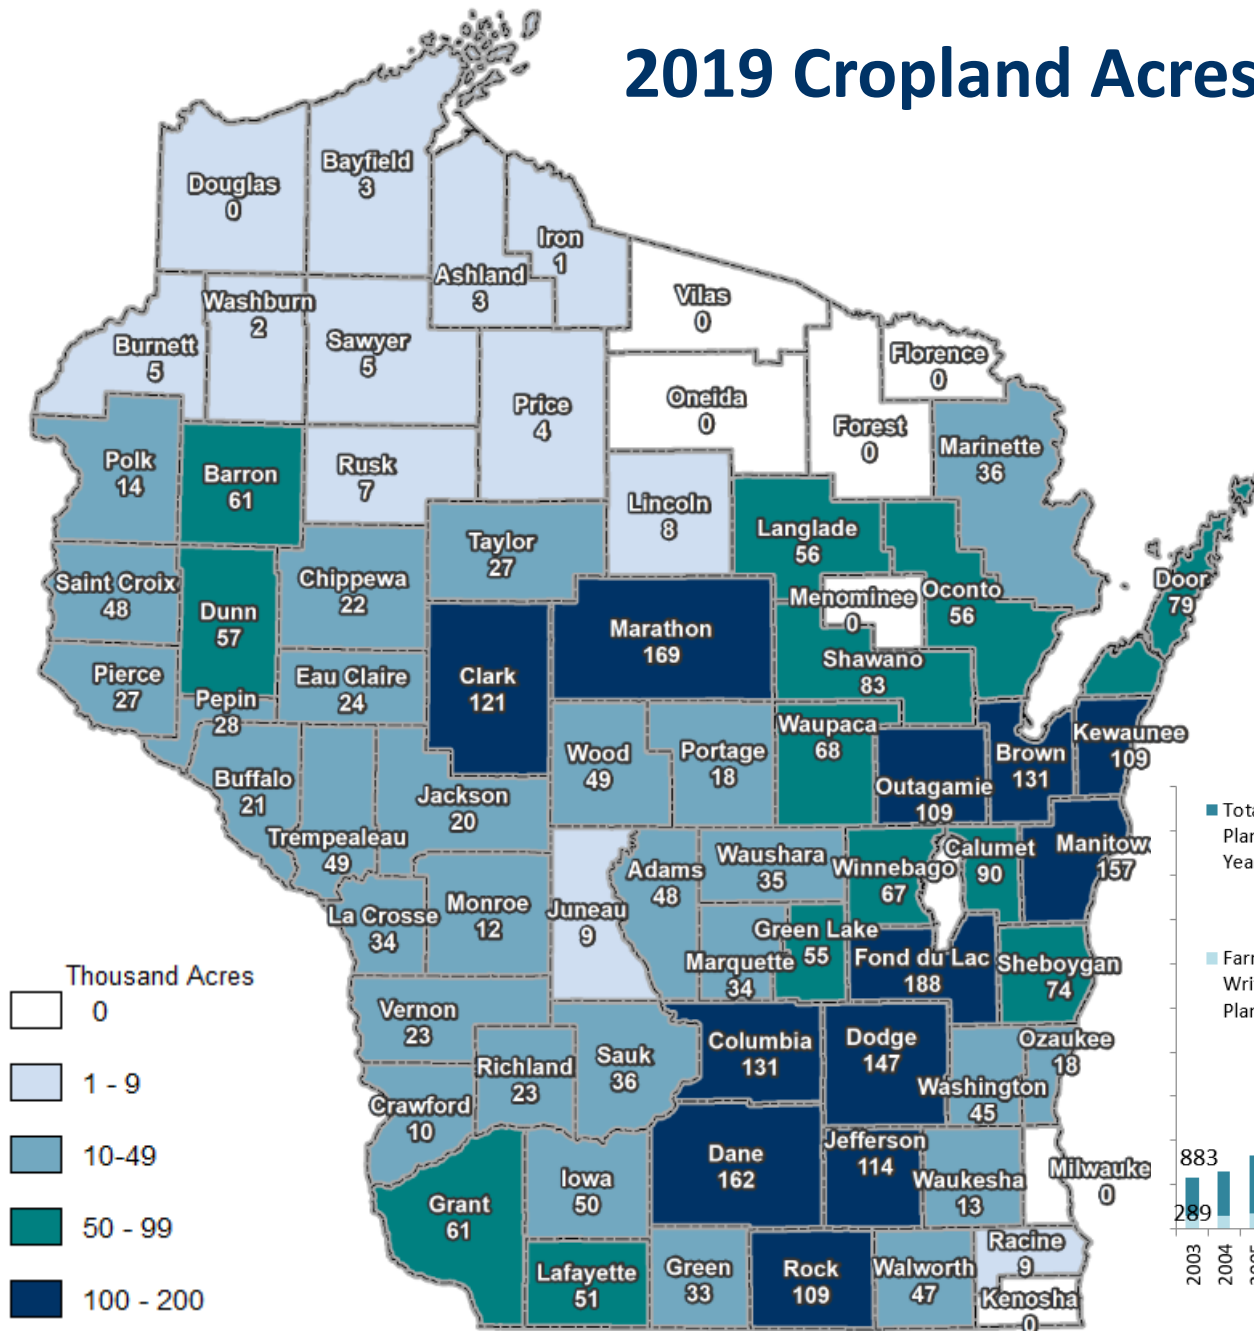 2019 Cropland Acres
Douglas
0
Bayfield
3
Ashland
3
Iron
1
Vilas
0
Florence
0
Washburn
2
Burnett
5
Sawyer
5
Price
4
Oneida
0
Forest
0
Marinette
36
Polk
14
Barron
61
Rusk
7
Lincoln
8
Taylor
27
Langlade
56
Oconto
56
Door
79
Saint Croix
48
Dunn
57
Chippewa
22
Marathon
169
Menominee
0
Shawano
83
Pierce
27
Pepin
28
Eau Claire
24
Clark
121
Wood
49
Portage
18
Waupaca
68
Outagamie
109
Brown
131
Kewaunee
109
Buffalo
21
Trempealeau
49
Jackson
20
Adams
48
Waushara
35
Winnebago
67
Calumet
90
Manitow
157
La Crosse
34
Monroe
12
Juneau
9
Marquette
34
Green Lake
55
Fond du Lac
188
Sheboygan
74
Vernon
23
Richland
23
Sauk
36
Columbia
131
Dodge
147
Washington
45
Ozaukee
18
Crawford
10
Grant
61
Iowa
50
Dane
162
Jefferson
114
Waukesha
13
Milwauke
0
Lafayette
51
Green
33
Rock
109
Walworth
47
Racine
9
Kenosha
0
Thousand Acres
0
1 - 9
10-49
50 - 99
100 - 200
Tota
Plan
Yea
Farm
Wri
Plan
883
289
2003
2004